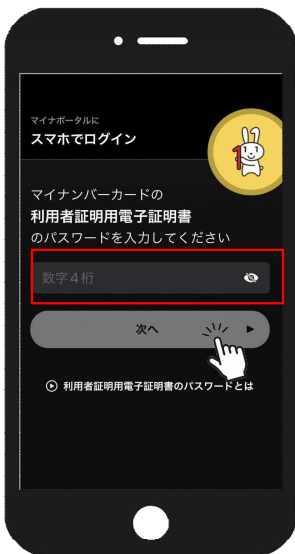 マイナポータルに
スマホでログイン
マイナンバーカードの
利用者証明用電子証明書
のパスワードを入力してください
数字4桁
次へ
利用者証明用電子証明書のパスワードとは